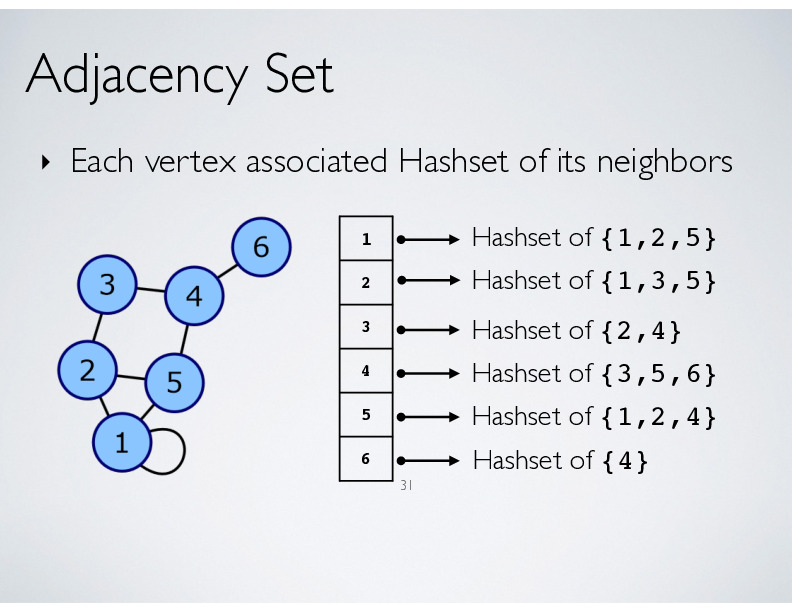 Adjacency Set
‣ Each vertex associated Hashset of its neighbors
6
3
4
2
5
1
1 Hashset of {1,2,5}
2 Hashset of {1,3,5}
3 Hashset of {2,4}
4 Hashset of {3,5,6}
5 Hashset of {1,2,4}
6 Hashset of {4}
31